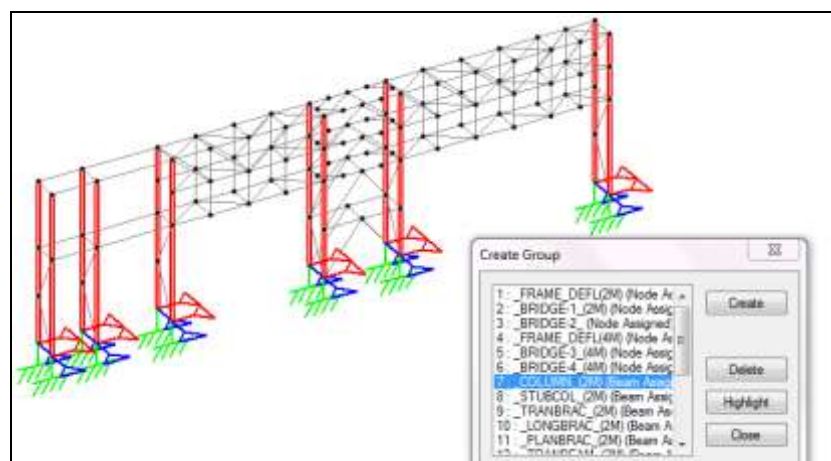 Create Group
1 : _FRAME_DEFL(2M) (Node As
2 : _BRIDGE-1_(2M) (Node Assig
3 : _BRIDGE-2_ (Node Assigned)
4 : _FRAME_DEFL(4M) (Node As
5 : _BRIDGE-3_(4M) (Node Assig
6 : _BRIDGE-4_(4M) (Node Assig
7 : _COLUMN_(2M) (Beam Assig
8 : _STUBCOL_(2M) (Beam Assig
9 : _TRANBRAC_(2M) (Beam As
10 : _LONGBRAC_(2M) (Beam A
11 : _PLANBRAC_(2M) (Beam A
Create
Delete
Highlight
Close